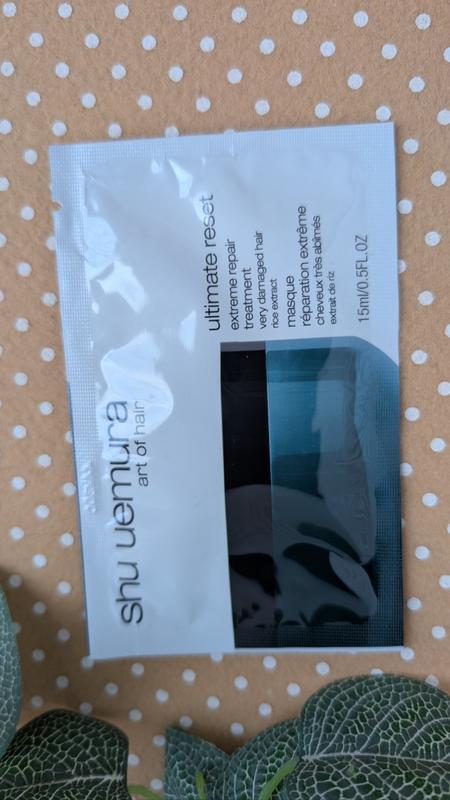 shu uemura
art of hair
ultimate reset
extreme repair
treatment
very damaged hair
rice extract
masque
réparation extrême
cheveux très abîmés
extrait de riz
15ml/0.5FL.OZ